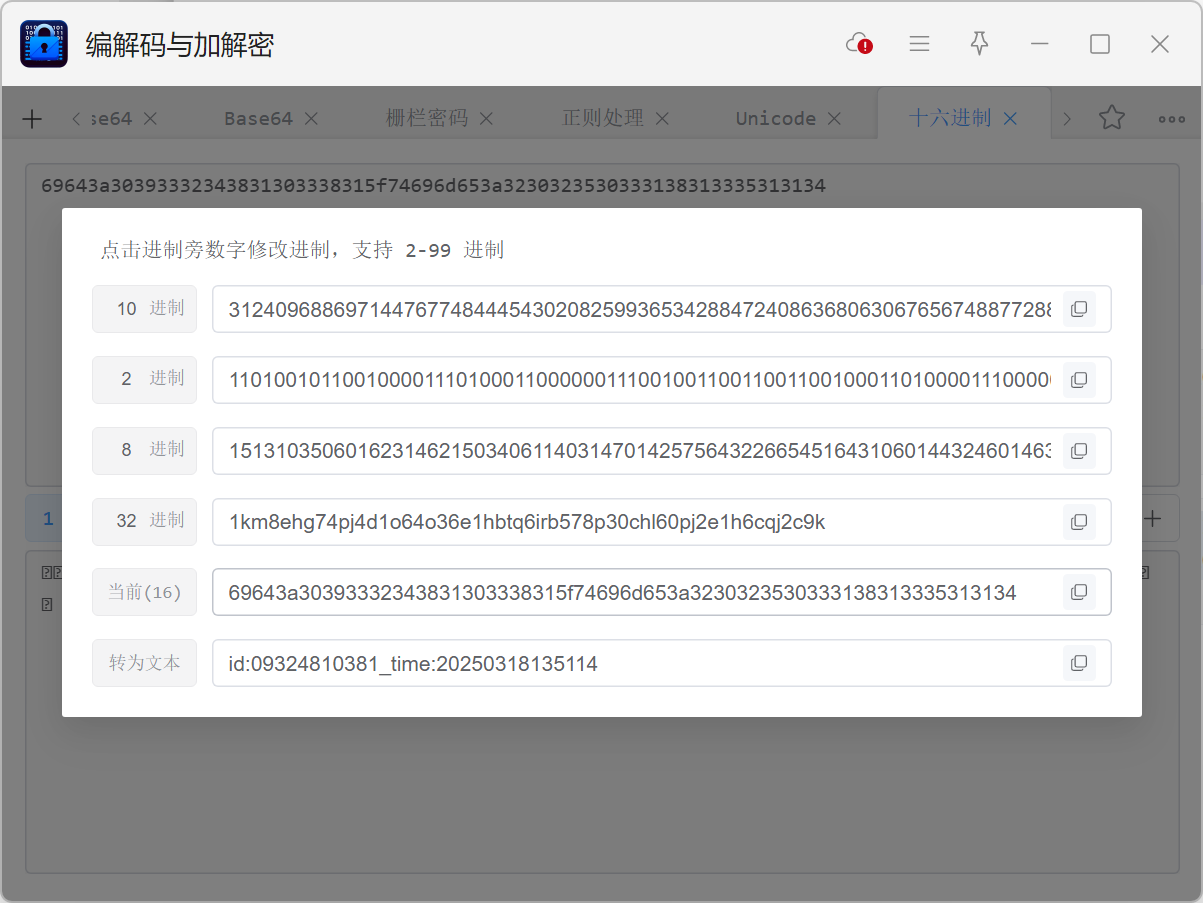 编解码与加解密
se64 Base64 栅栏密码 正则处理 Unicode 十六进制
69643a30393332343831303338315f74696d653a3230323530333138313335313134
点击进制旁数字修改进制，支持 2-99 进制
10 进制 31240968869714476774844454302082599365342884724086368063067656748877288
2 进制 1101001011001000011101000110000001110010011001100110010001101000011100000
8 进制 15131035060162314621503406114031470142575643226654516431060144324601463
32 进制 1km8ehg74pj4d1o64o36e1hbtq6irb578p30chl60pj2e1h6cqj2c9k
1
当前(16) 69643a30393332343831303338315f74696d653a3230323530333138313335313134
转为文本 id:09324810381_time:20250318135114